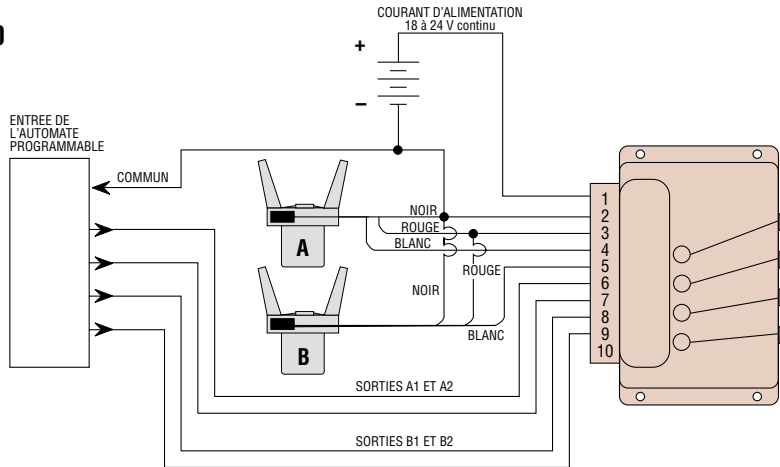 COURANT D'ALIMENTATION
18 à 24 V continu
+
–
ENTREE DE
L'AUTOMATE
PROGRAMMABLE
COMMUN
NOIR
ROUGE
BLANC
A
NOIR
ROUGE
BLANC
B
SORTIES A1 ET A2
SORTIES B1 ET B2
1
2
3
4
5
6
7
8
9
10